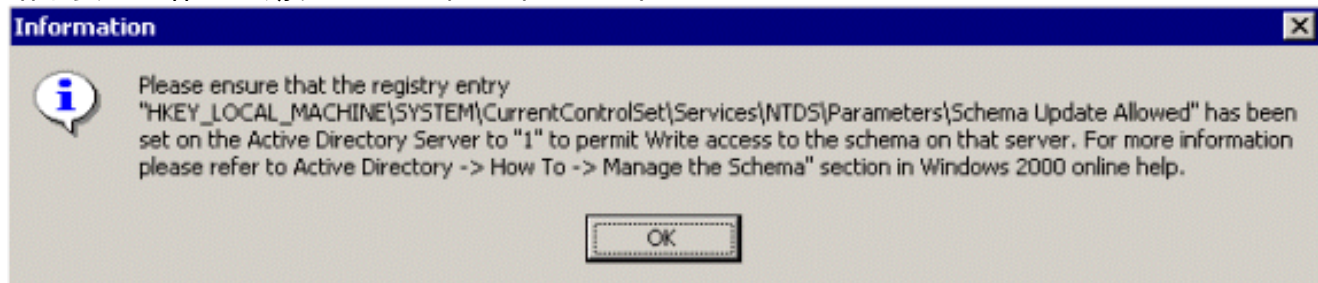 Information
Please ensure that the registry entry
"HKEY_LOCAL_MACHINE\SYSTEM\CurrentControlSet\Services\NTDS\Parameters\Schema Update Allowed" has been
set on the Active Directory Server to "1" to permit Write access to the schema on that server. For more information
please refer to Active Directory -> How To -> Manage the Schema" section in Windows 2000 online help.
OK